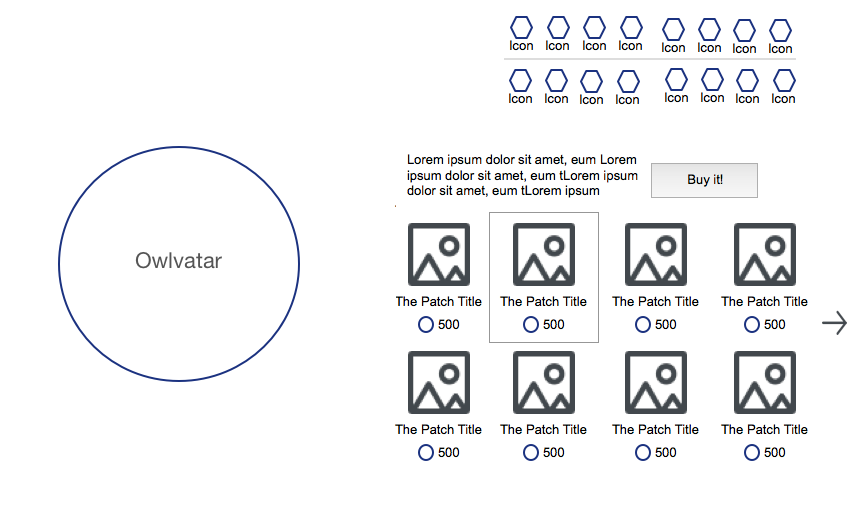 Icon Icon Icon Icon Icon Icon Icon Icon
Icon Icon Icon Icon Icon Icon Icon Icon
Owlvatar
Lorem ipsum dolor sit amet, eum Lorem
ipsum dolor sit amet, eum tLorem ipsum
dolor sit amet, eum tLorem ipsum
Buy it!
The Patch Title The Patch Title The Patch Title The Patch Title
500 500 500 500
The Patch Title The Patch Title The Patch Title The Patch Title
500 500 500 500